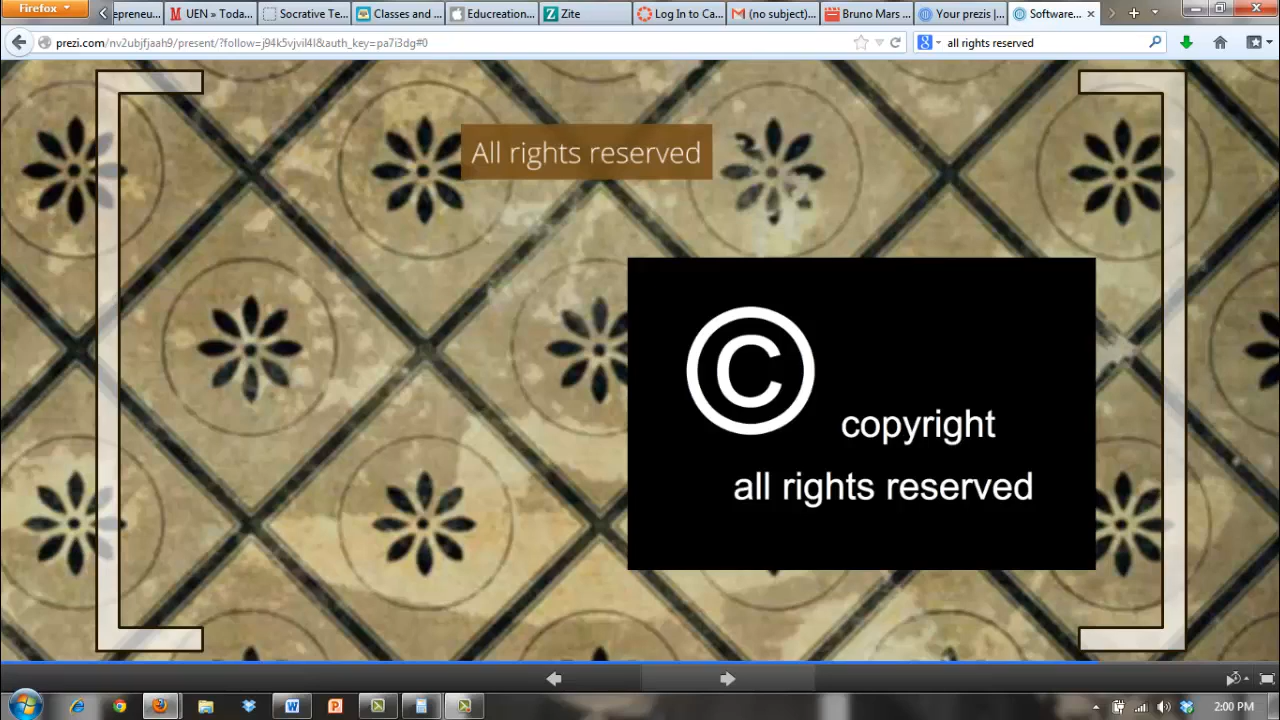 Firefox
epreneu...
UEN » Toda...
Socrative Te...
Classes and ...
Educreation...
Zite
Log In to Ca...
(no subject)...
Bruno Mars ...
Your prezis |...
Software...
prezi.com/nv2ubjfjaah9/present/?follow=j94k5vjvil4l&auth_key=pa7i3dg#0
all rights reserved
All rights reserved
© copyright
all rights reserved
2:00 PM